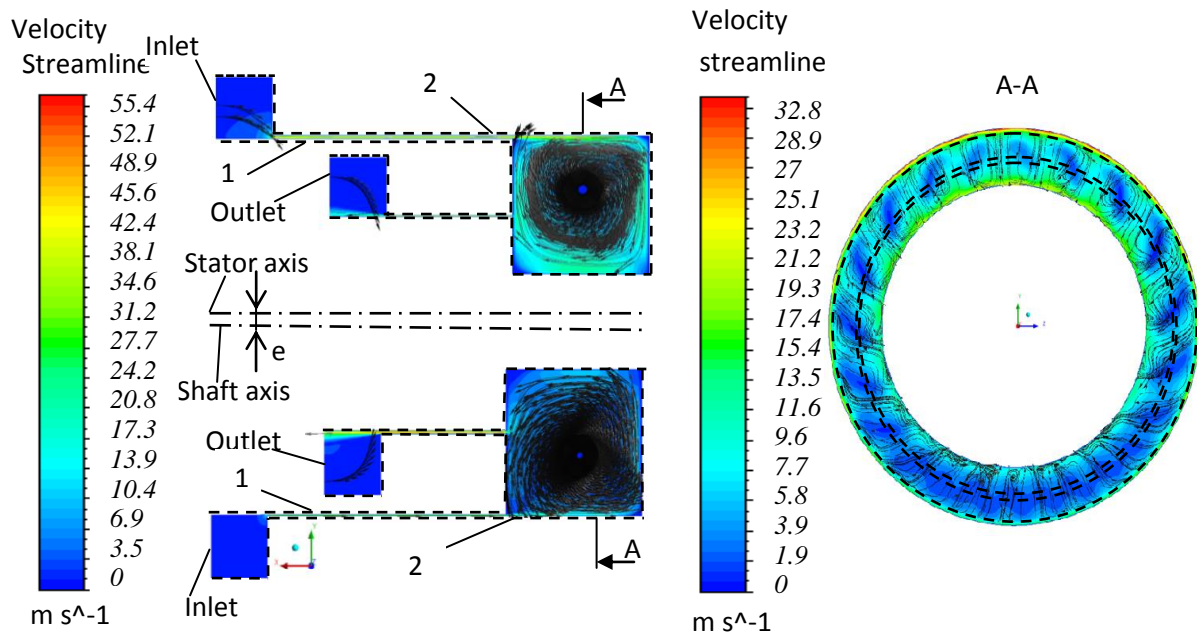 Velocity
Streamline
55.4
52.1
48.9
45.6
42.4
38.1
34.6
31.2
27.7
24.2
20.8
17.3
13.9
10.4
6.9
3.5
0
m s^-1
Inlet
2
A
1
Outlet
Stator axis
e
Shaft axis
Outlet
1
A
2
Inlet
Velocity
streamline
32.8
28.9
27
25.1
23.2
21.2
19.3
17.4
15.4
13.5
11.6
9.6
7.7
5.8
3.9
1.9
0
m s^-1
A-A